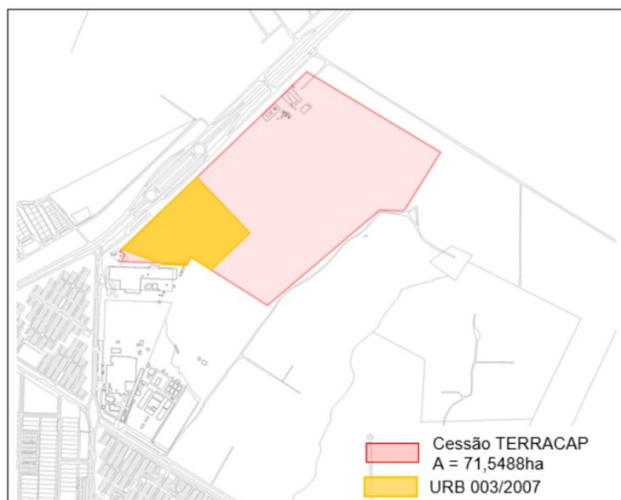 Cessão TERRACAP
A = 71,5488ha
URB 003/2007